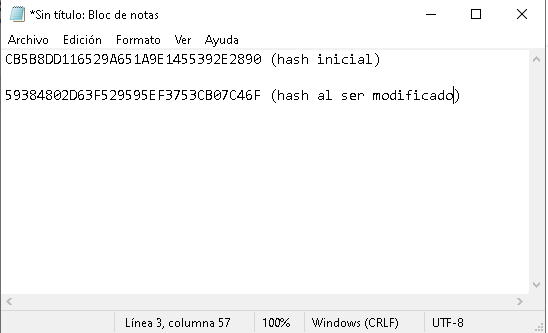 *Sin título: Bloc de notas
Archivo Edición Formato Ver Ayuda
CB5B8DD116529A651A9E1455392E2890 (hash inicial)
59384802D63F529595EF3753CB07C46F (hash al ser modificado)
Línea 3, columna 57 100% Windows (CRLF) UTF-8